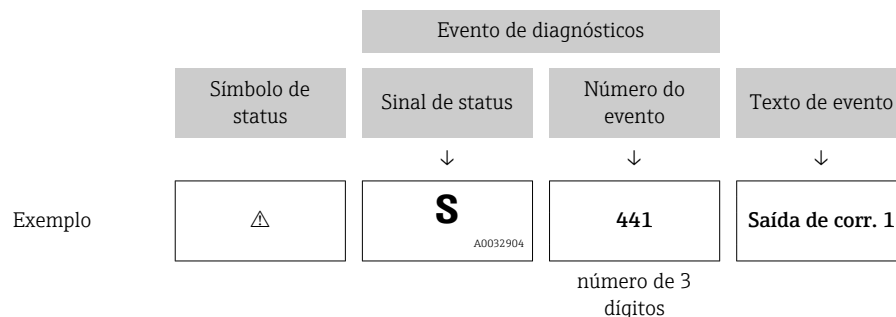 Evento de diagnósticos
Símbolo de
status
Sinal de status
Número do
evento
Texto de evento
↓ ↓ ↓
Exemplo
⚠
S
A0032904
441
Saída de corr. 1
número de 3
dígitos